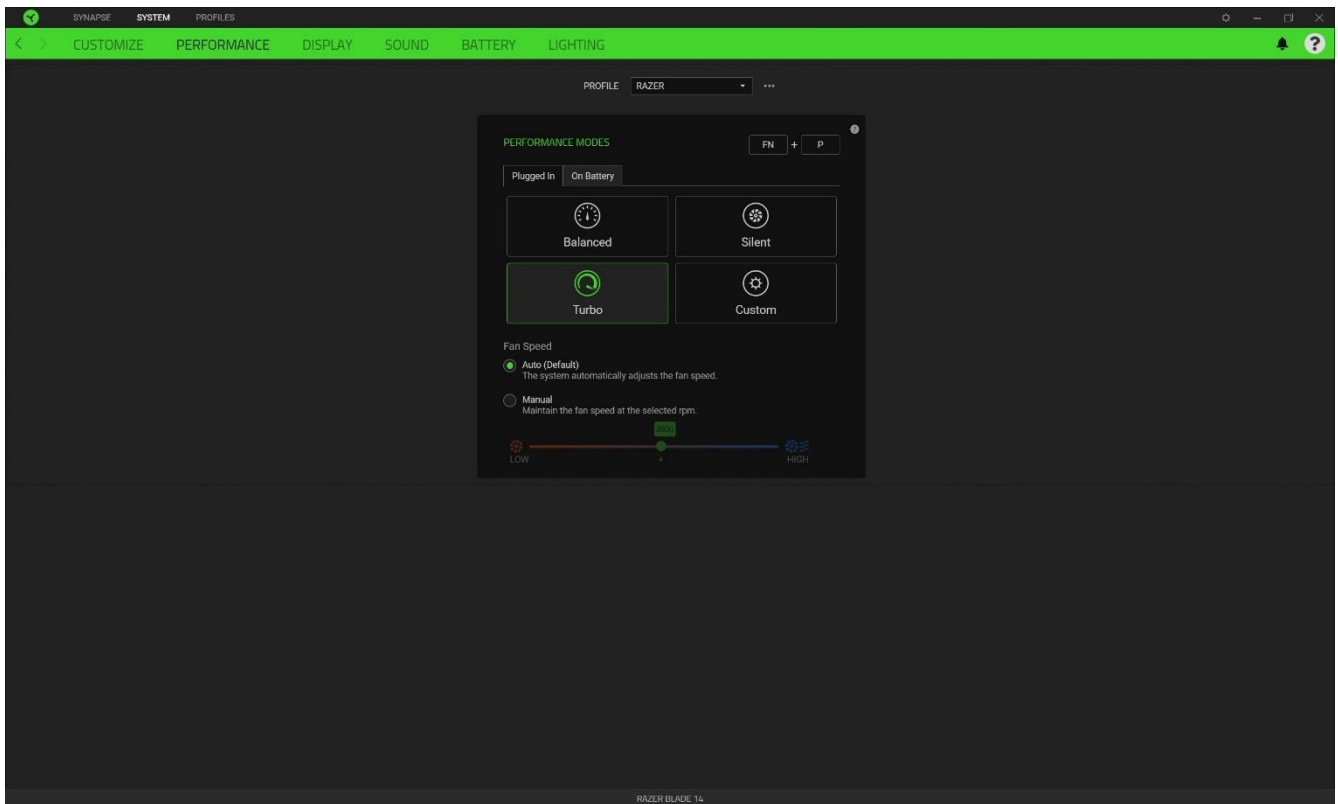 SYNAPSE SYSTEM PROFILES
CUSTOMIZE PERFORMANCE DISPLAY SOUND BATTERY LIGHTING
?
PROFILE RAZER
PERFORMANCE MODES
FN + P
?
Plugged In On Battery
Balanced
Silent
Turbo
Custom
Fan Speed
Auto (Default)
The system automatically adjusts the fan speed.
Manual
Maintain the fan speed at the selected rpm.
LOW
HIGH
RAZER BLADE 14